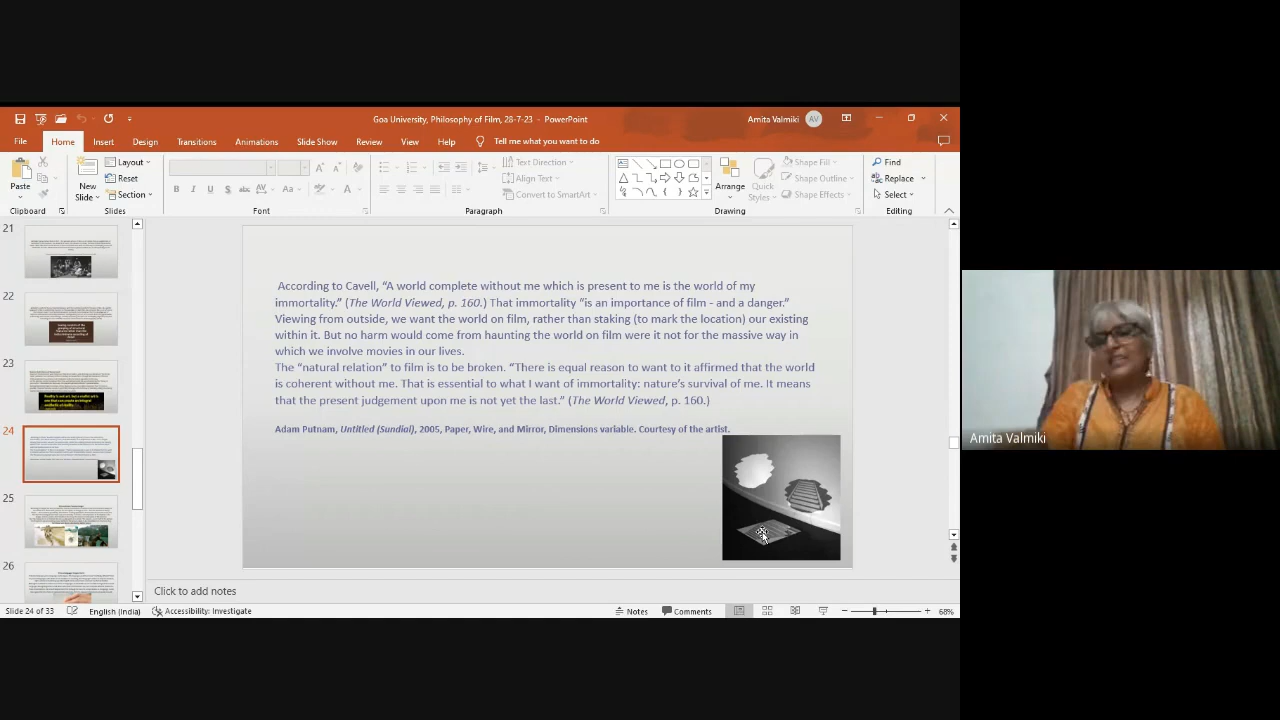 Goa University, Philosophy of Film, 28-7-23 - PowerPoint
Amita Valmiki AV
File Home Insert Design Transitions Animations Slide Show Review View Help Tell me what you want to do
Paste
Clipboard
New Slide
Layout
Reset
Section
Slides
B I U S abc AV Aa A
Font
Text Direction
Align Text
Convert to SmartArt
Paragraph
Arrange
Quick Styles
Shape Fill
Shape Outline
Shape Effects
Drawing
Find
Replace
Select
Editing
21
22
23
24
25
26
According to Cavell, “A world complete without me which is present to me is the world of my
immortality.” (The World Viewed, p. 160.) That immortality “is an importance of film - and a danger.”
Viewing from outside, we want the world on film, rather than staking (to mark the location) our existing
within it. But no harm would come from haunting the world on film were it not for the massive way in
which we involve movies in our lives.
The “natural relation” to film is to be broken. “There is equal reason to want to it affirmed that the world
is coherent without me. That is essential to what I want of immortality: nature’s survival of me. It means
that the present judgement upon me is not yet the last.” (The World Viewed, p. 160.)
Adam Putnam, Untitled (Sundial), 2005, Paper, Wire, and Mirror, Dimensions variable. Courtesy of the artist.
Click to add notes
Slide 24 of 33 English (India) Accessibility: Investigate Notes Comments 68%
Amita Valmiki